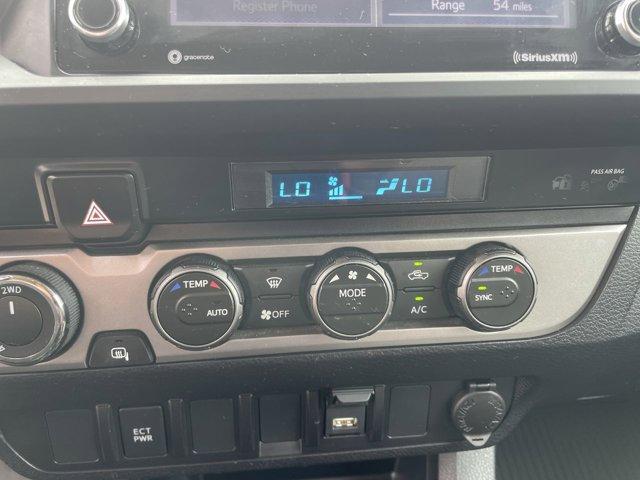 Register Phone
Range 54 miles
gracenote
SiriusXM
LO LO
PASS AIR BAG
2WD
TEMP
AUTO
OFF
MODE
A/C
TEMP
SYNC
ECT
PWR